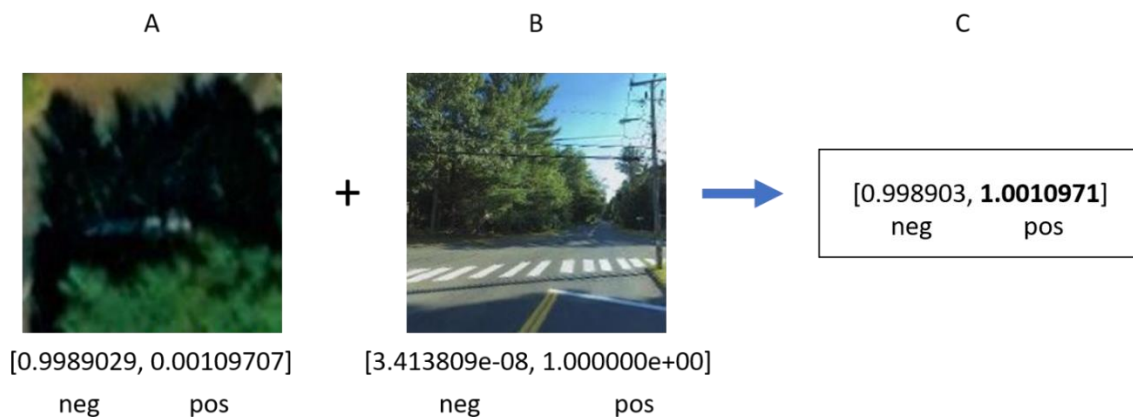 A B C
+
[0.998903, 1.0010971]
neg pos
[0.9989029, 0.00109707] [3.413809e-08, 1.000000e+00]
neg pos neg pos